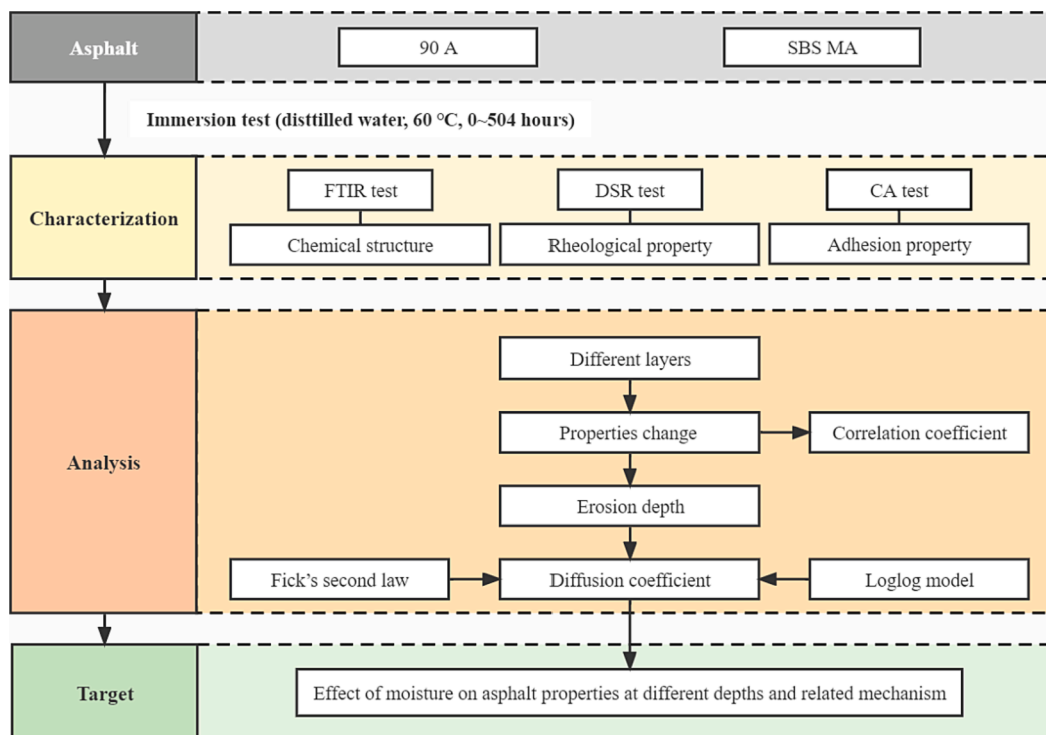 Asphalt
90 A
SBS MA
Immersion test (disttilled water, 60 °C, 0~504 hours)
Characterization
FTIR test
DSR test
CA test
Chemical structure
Rheological property
Adhesion property
Analysis
Different layers
Properties change
Correlation coefficient
Erosion depth
Fick's second law
Diffusion coefficient
Loglog model
Target
Effect of moisture on asphalt properties at different depths and related mechanism